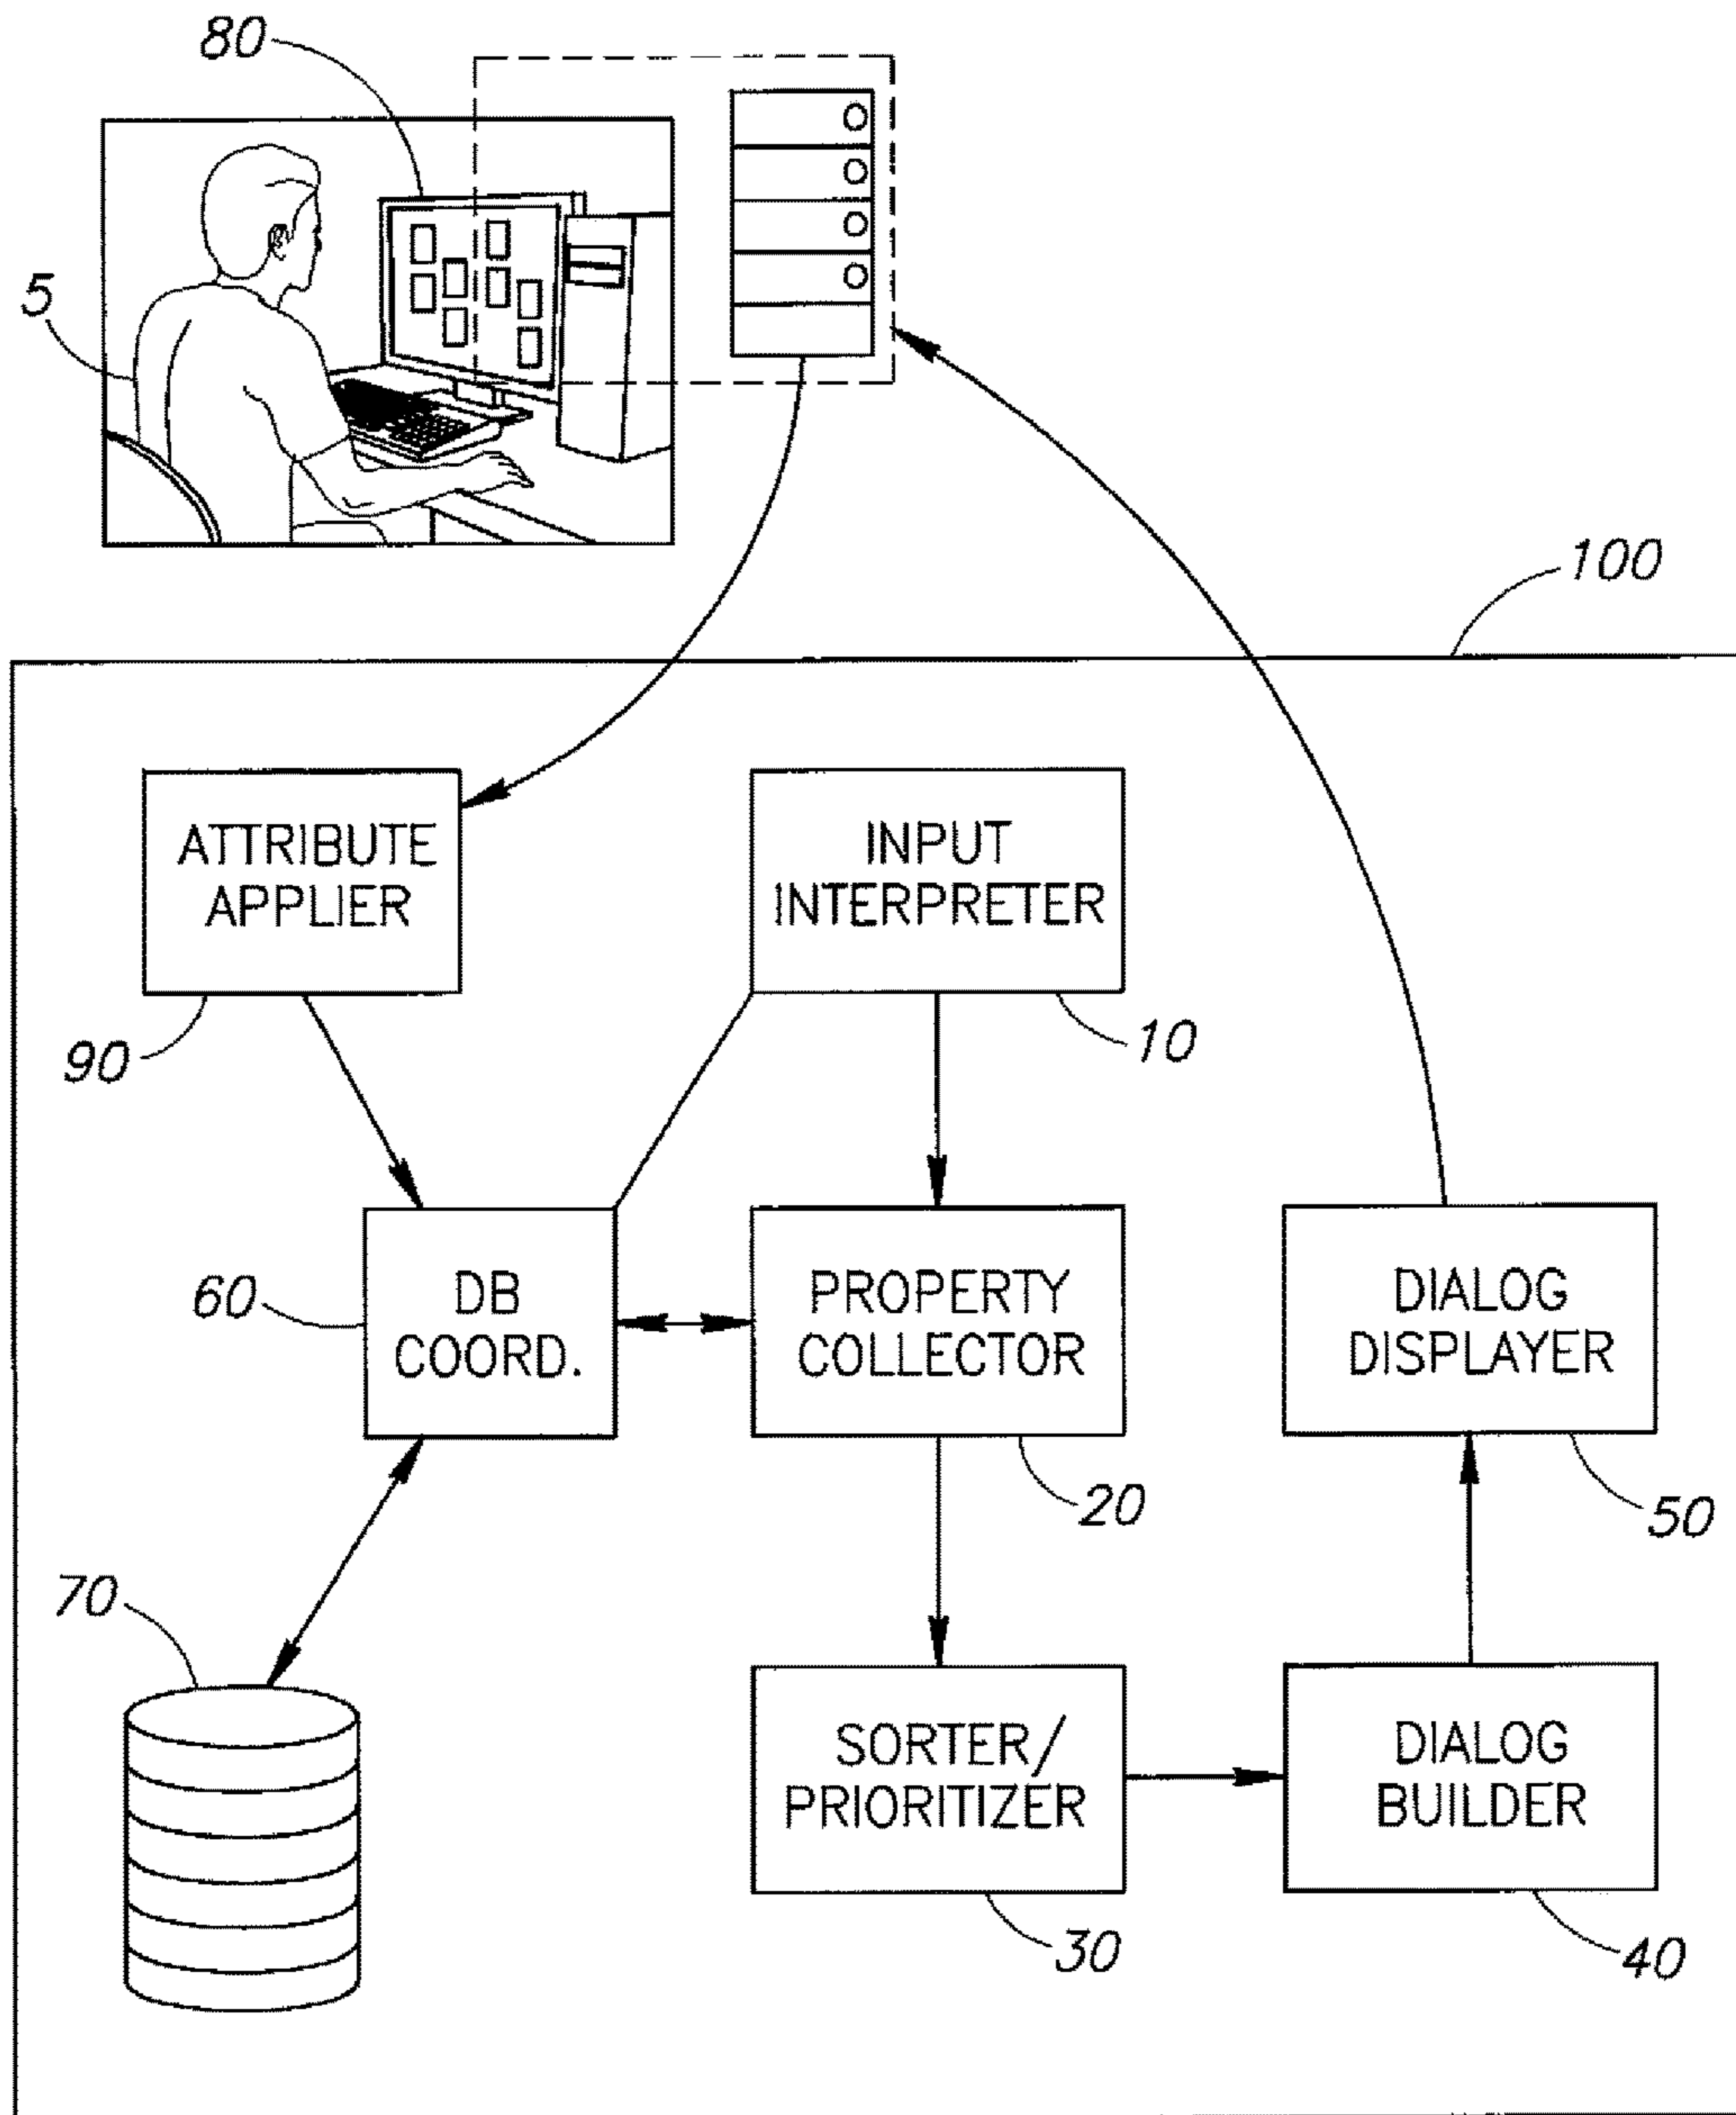 80
5
100
ATTRIBUTE
APPLIER
INPUT
INTERPRETER
90
10
60
DB
COORD.
PROPERTY
COLLECTOR
DIALOG
DISPLAYER
20
50
70
SORTER/
PRIORITIZER
DIALOG
BUILDER
30
40